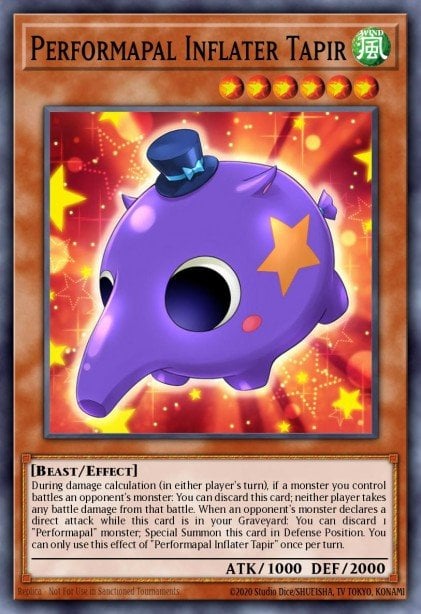 Performapal Inflater Tapir
WIND
風
[Beast/Effect]
During damage calculation (in either player's turn), if a monster you control
battles an opponent's monster: You can discard this card; neither player takes
any battle damage from that battle. When an opponent's monster declares a
direct attack while this card is in your Graveyard: You can discard 1
"Performapal" monster; Special Summon this card in Defense Position. You
can only use this effect of "Performapal Inflater Tapir" once per turn.
ATK/1000 DEF/2000
Replica - Not For Use in Sanctioned Tournaments
©2020 Studio Dice/SHUEISHA, TV TOKYO, KONAMI